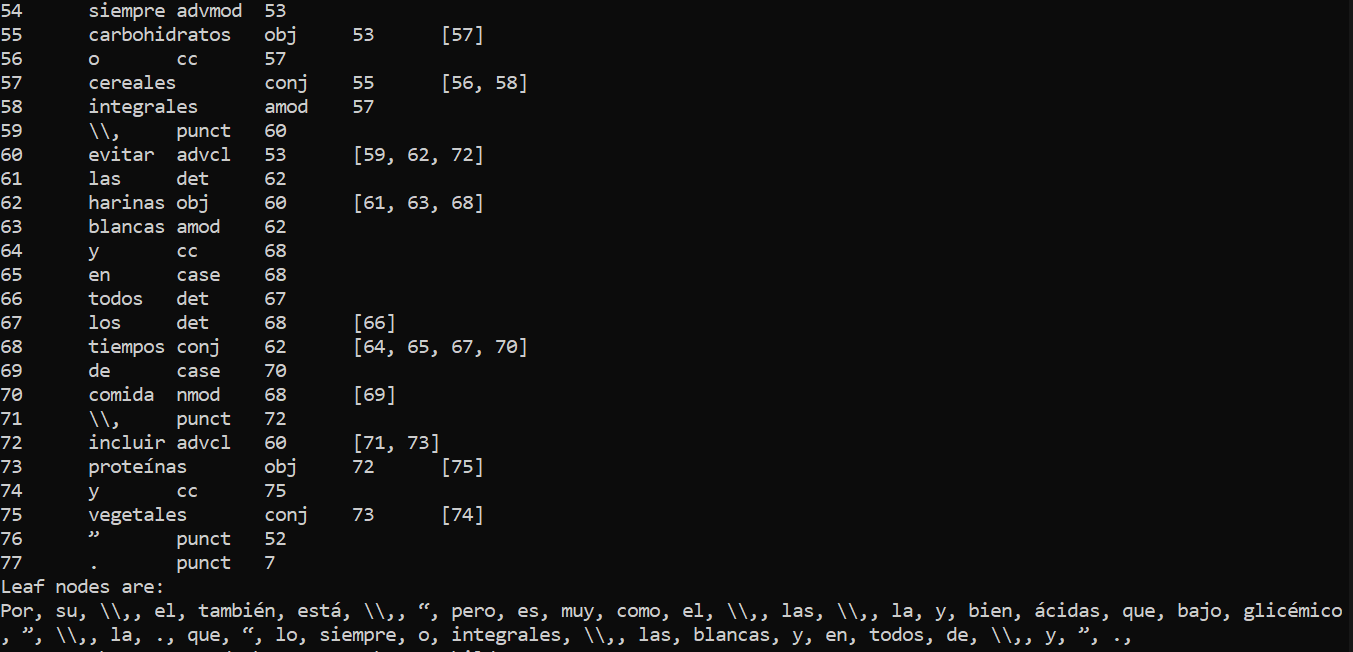 54 siempre advmod 53
55 carbohidratos obj 53 [57]
56 o cc 57
57 cereales conj 55 [56, 58]
58 integrales amod 57
59 \\, punct 60
60 evitar advcl 53 [59, 62, 72]
61 las det 62
62 harinas obj 60 [61, 63, 68]
63 blancas amod 62
64 y cc 68
65 en case 68
66 todos det 67
67 los det 68 [66]
68 tiempos conj 62 [64, 65, 67, 70]
69 de case 70
70 comida nmod 68 [69]
71 \\, punct 72
72 incluir advcl 60 [71, 73]
73 proteínas obj 72 [75]
74 y cc 75
75 vegetales conj 73 [74]
76 ” punct 52
77 . punct 7
Leaf nodes are:
Por, su, \\,, el, también, está, \\,, “, pero, es, muy, como, el, \\,, las, \\,, la, y, bien, ácidas, que, bajo, glicémico
, ”, \\,, la, ., que, “, lo, siempre, o, integrales, \\,, las, blancas, y, en, todos, de, \\,, y, ”, .,